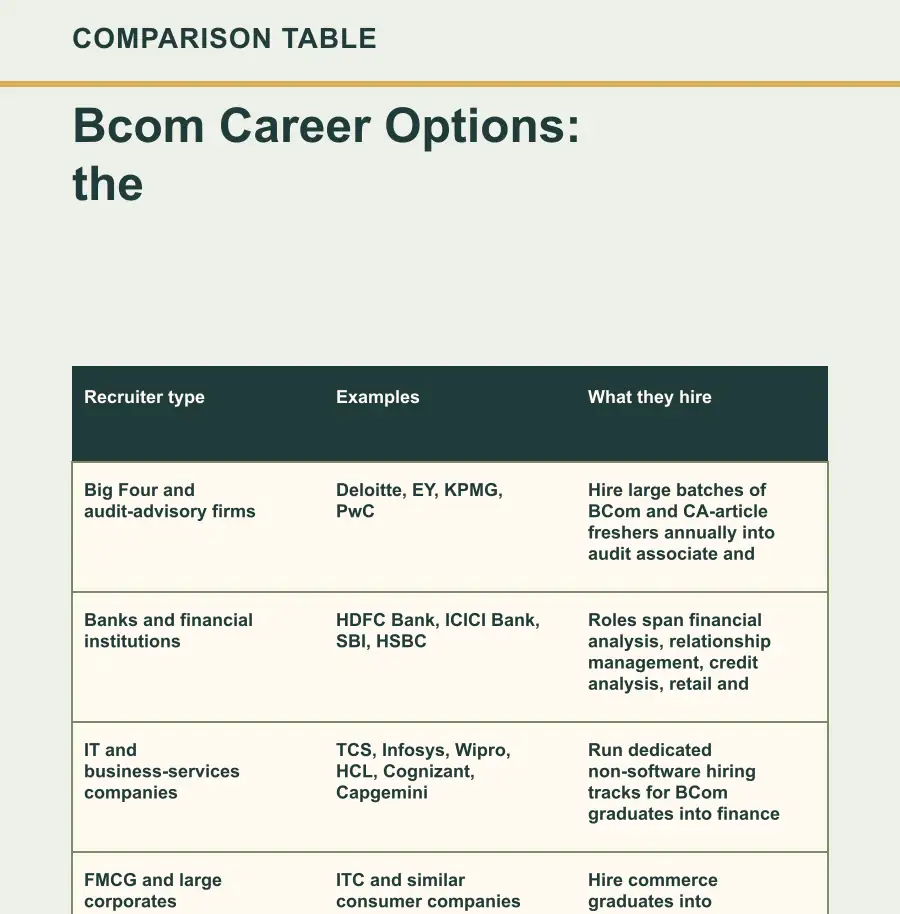 COMPARISON TABLE
Bcom Career Options:
the
Recruiter type
Examples
What they hire
Big Four and
audit-advisory firms
Deloitte, EY, KPMG,
PwC
Hire large batches of
BCom and CA-article
freshers annually into
audit associate and
Banks and financial
institutions
HDFC Bank, ICICI Bank,
SBI, HSBC
Roles span financial
analysis, relationship
management, credit
analysis, retail and
IT and
business-services
companies
TCS, Infosys, Wipro,
HCL, Cognizant,
Capgemini
Run dedicated
non-software hiring
tracks for BCom
graduates into finance
FMCG and large
corporates
ITC and similar
consumer companies
Hire commerce
graduates into